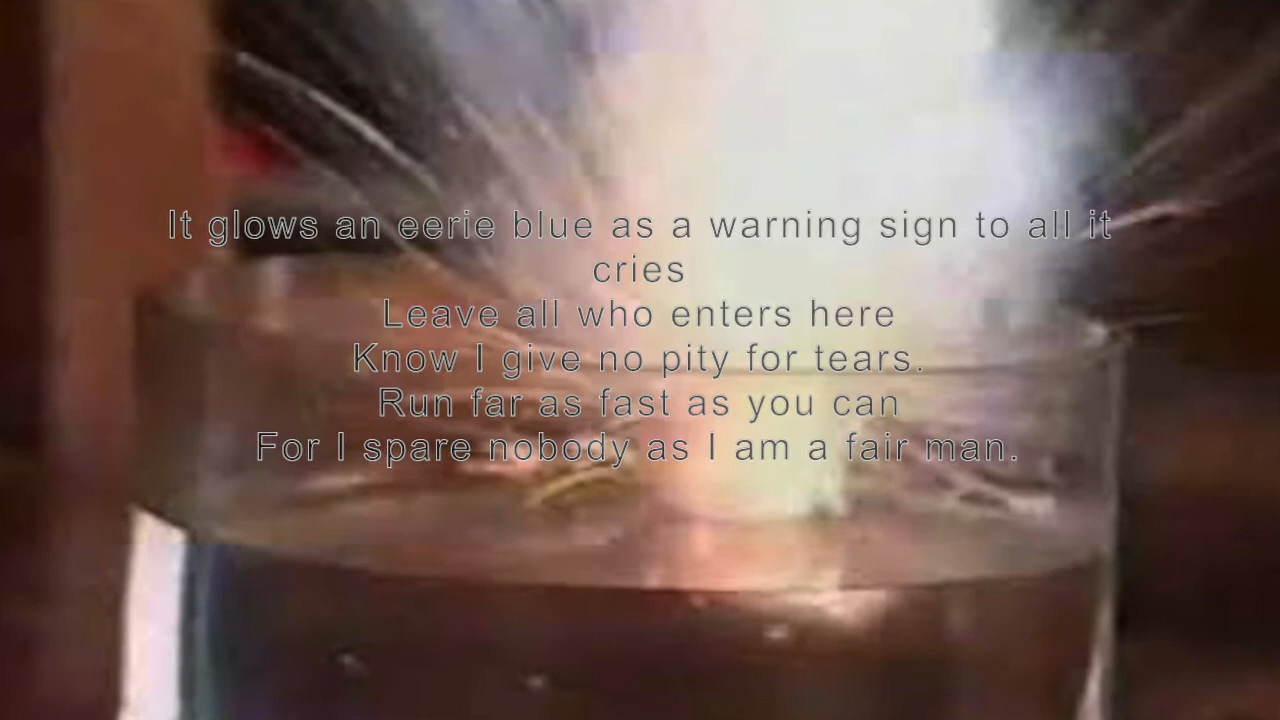 It glows an eerie blue as a warning sign to all it
cries
Leave all who enters here
Know I give no pity for tears.
Run far as fast as you can
For I spare nobody as I am a fair man.